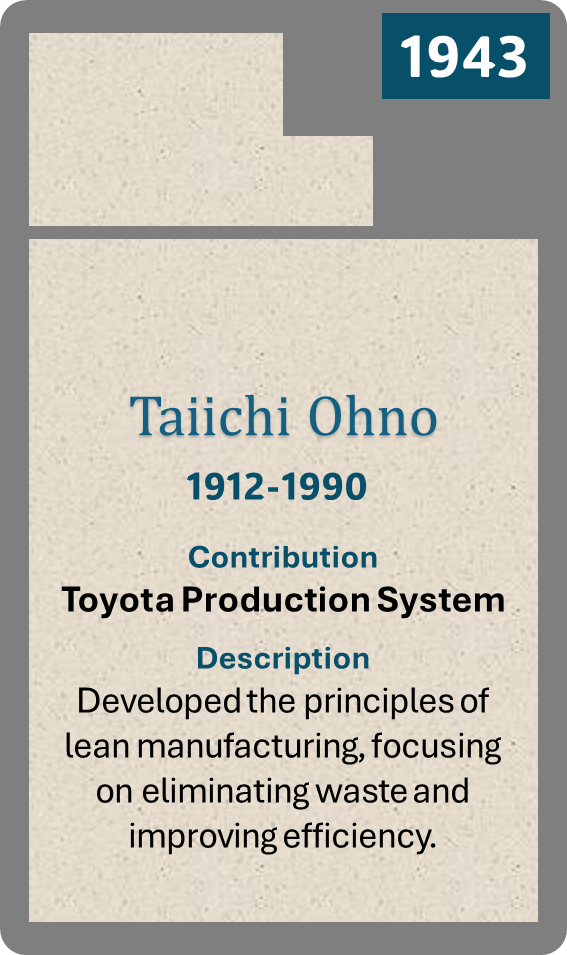 1943
Taiichi Ohno
1912-1990
Contribution
Toyota Production System
Description
Developed the principles of
lean manufacturing, focusing
on eliminating waste and
improving efficiency.